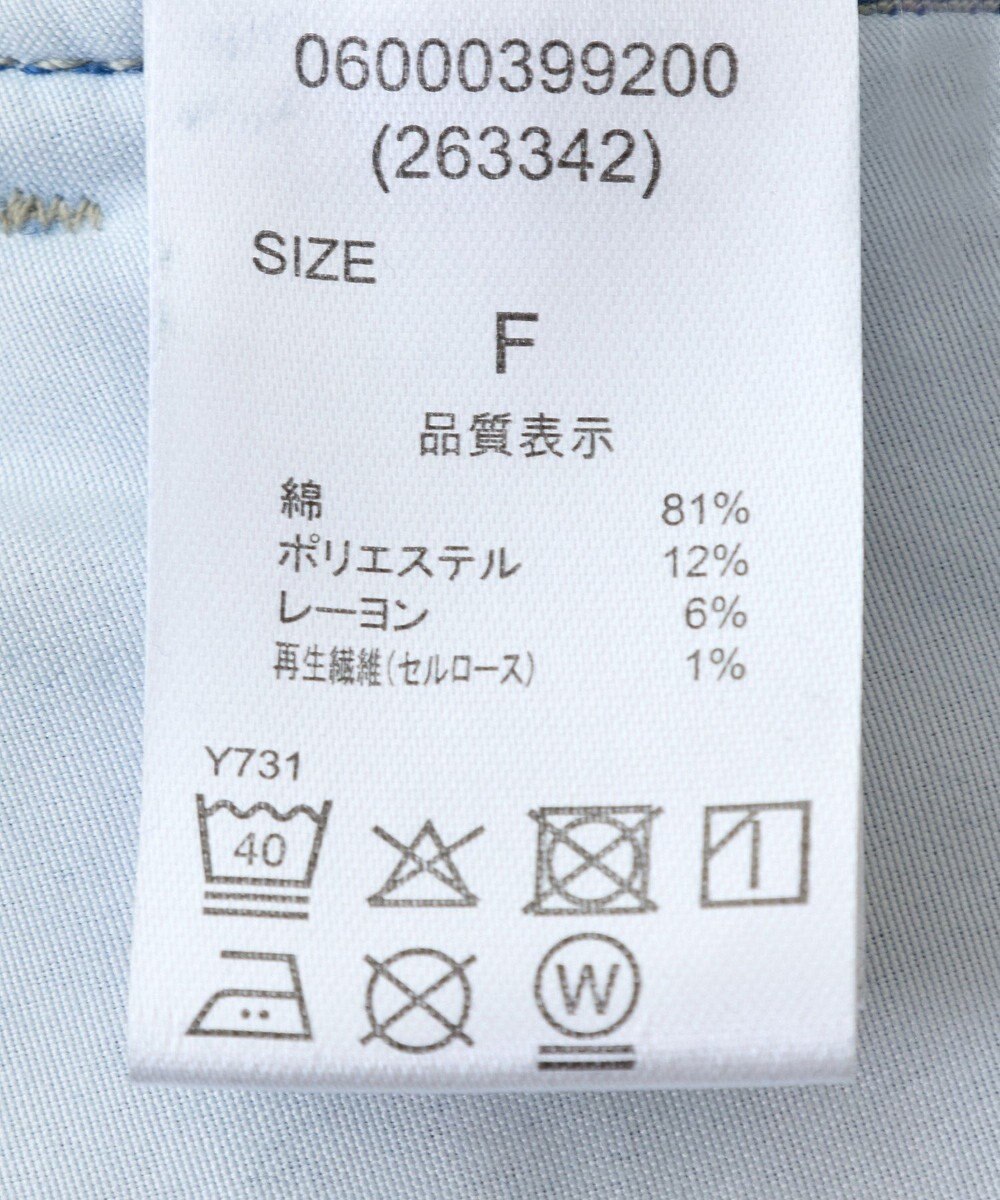 06000399200
(263342)
SIZE
F
品質表示
綿 81%
ポリエステル 12%
レーヨン 6%
再生繊維(セルロース) 1%
Y731
40
W